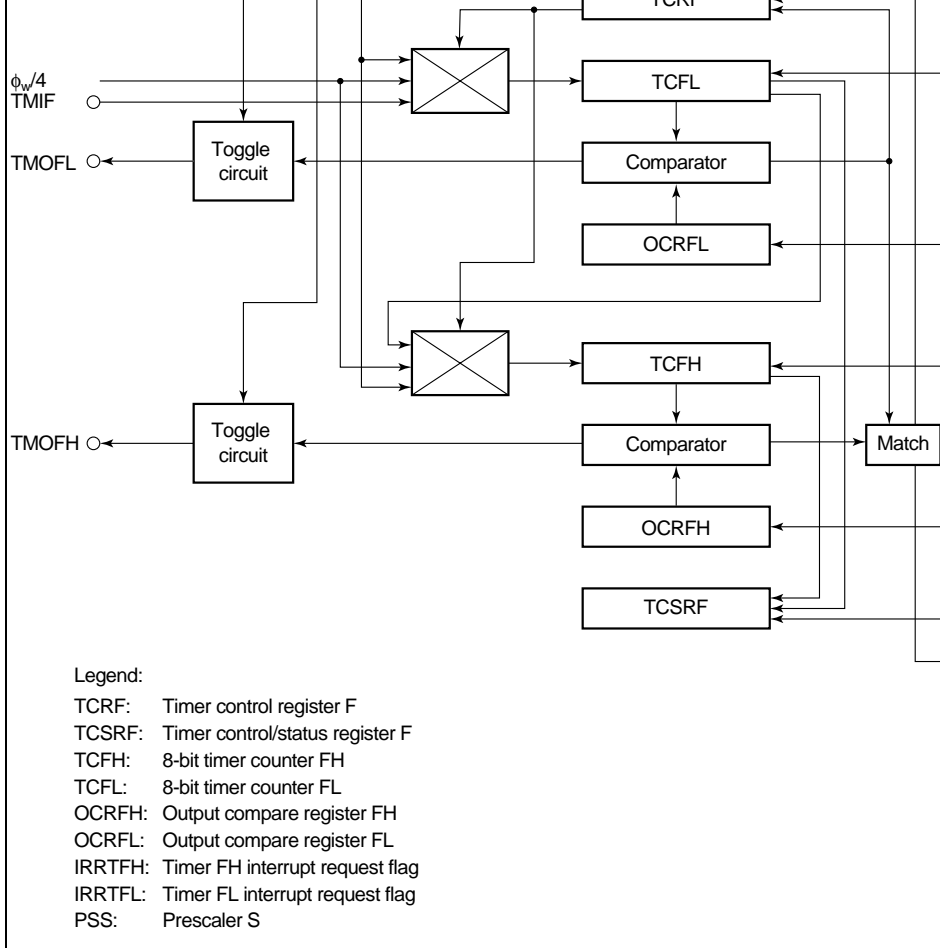 TCRF
φw/4
TMIF
TCFL
TMOFL
Toggle
circuit
Comparator
OCRFL
TCFH
TMOFH
Toggle
circuit
Comparator
Match
OCRFH
TCSRF
Legend:
TCRF: Timer control register F
TCSRF: Timer control/status register F
TCFH: 8-bit timer counter FH
TCFL: 8-bit timer counter FL
OCRFH: Output compare register FH
OCRFL: Output compare register FL
IRRTFH: Timer FH interrupt request flag
IRRTFL: Timer FL interrupt request flag
PSS: Prescaler S